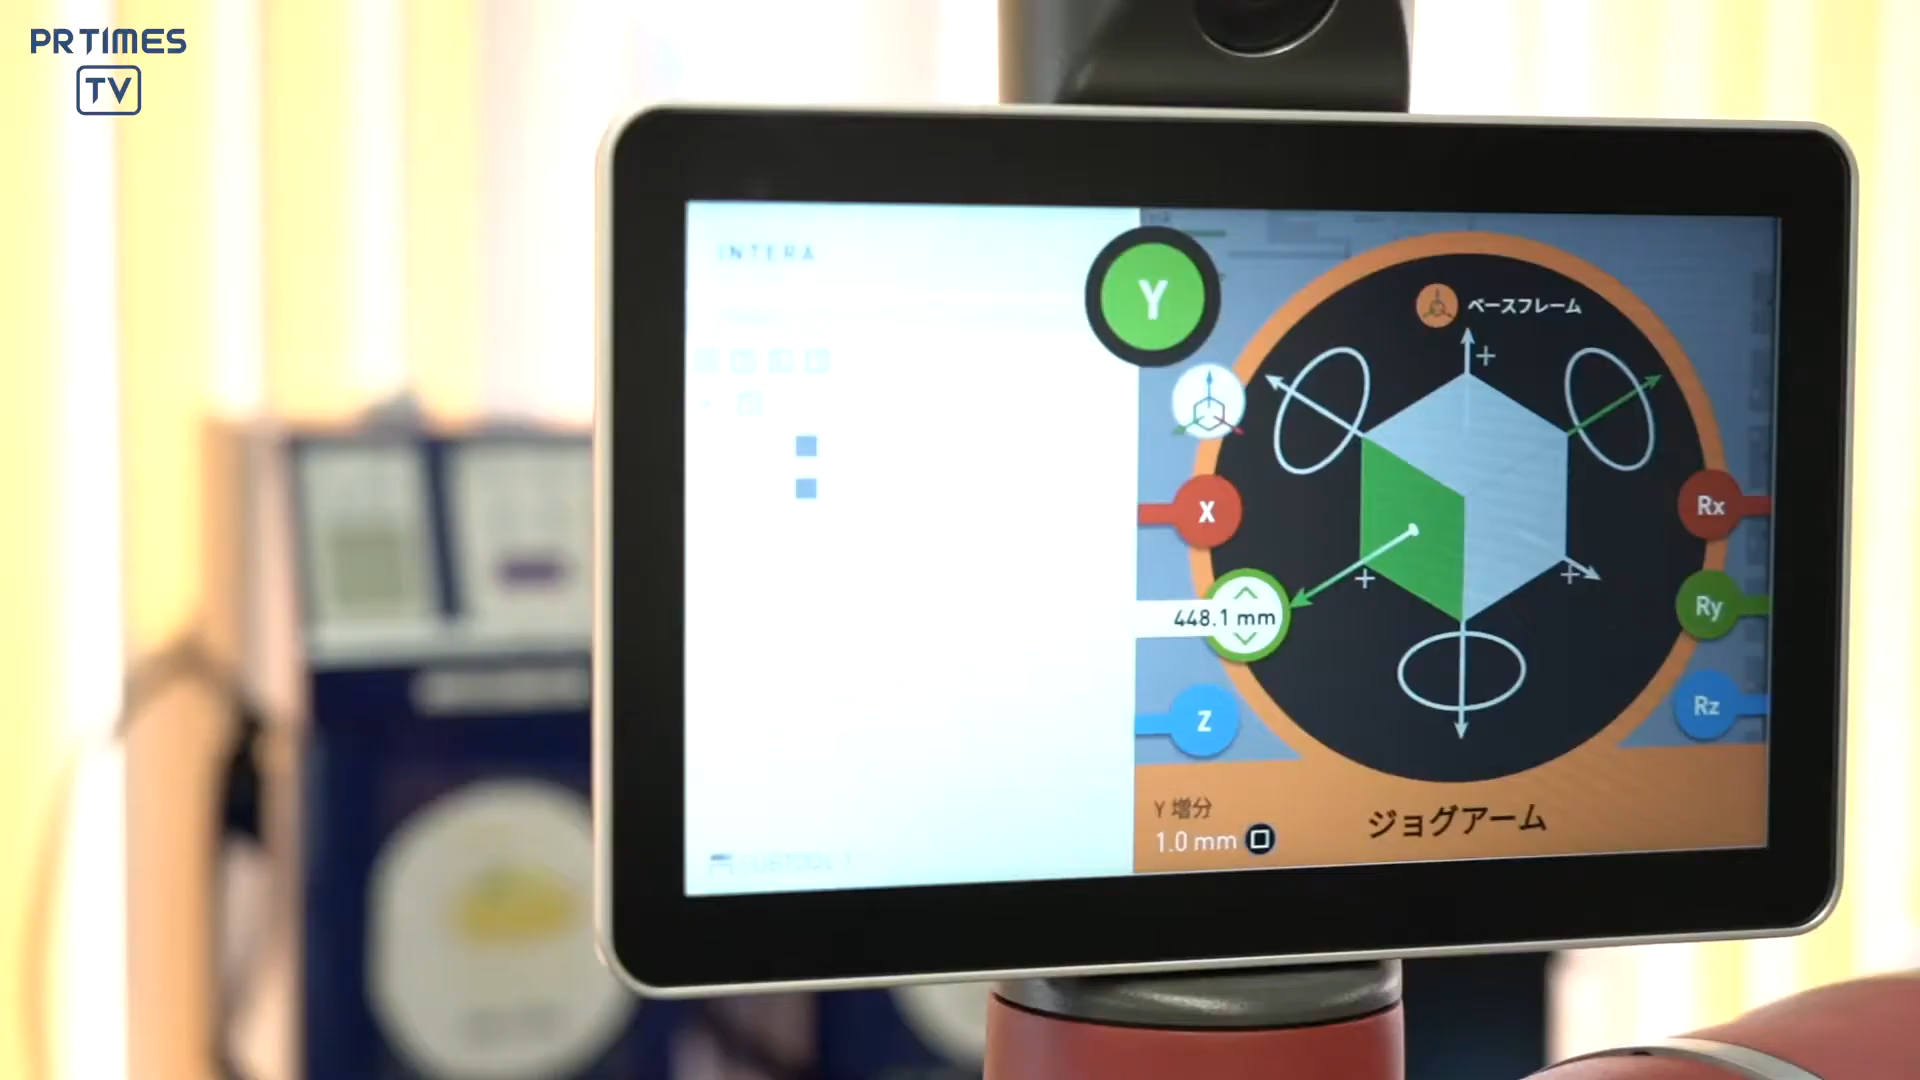 PR TIMES
TV
INTERA
Y
ベースフレーム
+
X
Rx
+
+
448.1 mm
Ry
Z
Rz
Y 増分
1.0 mm
ジョグアーム